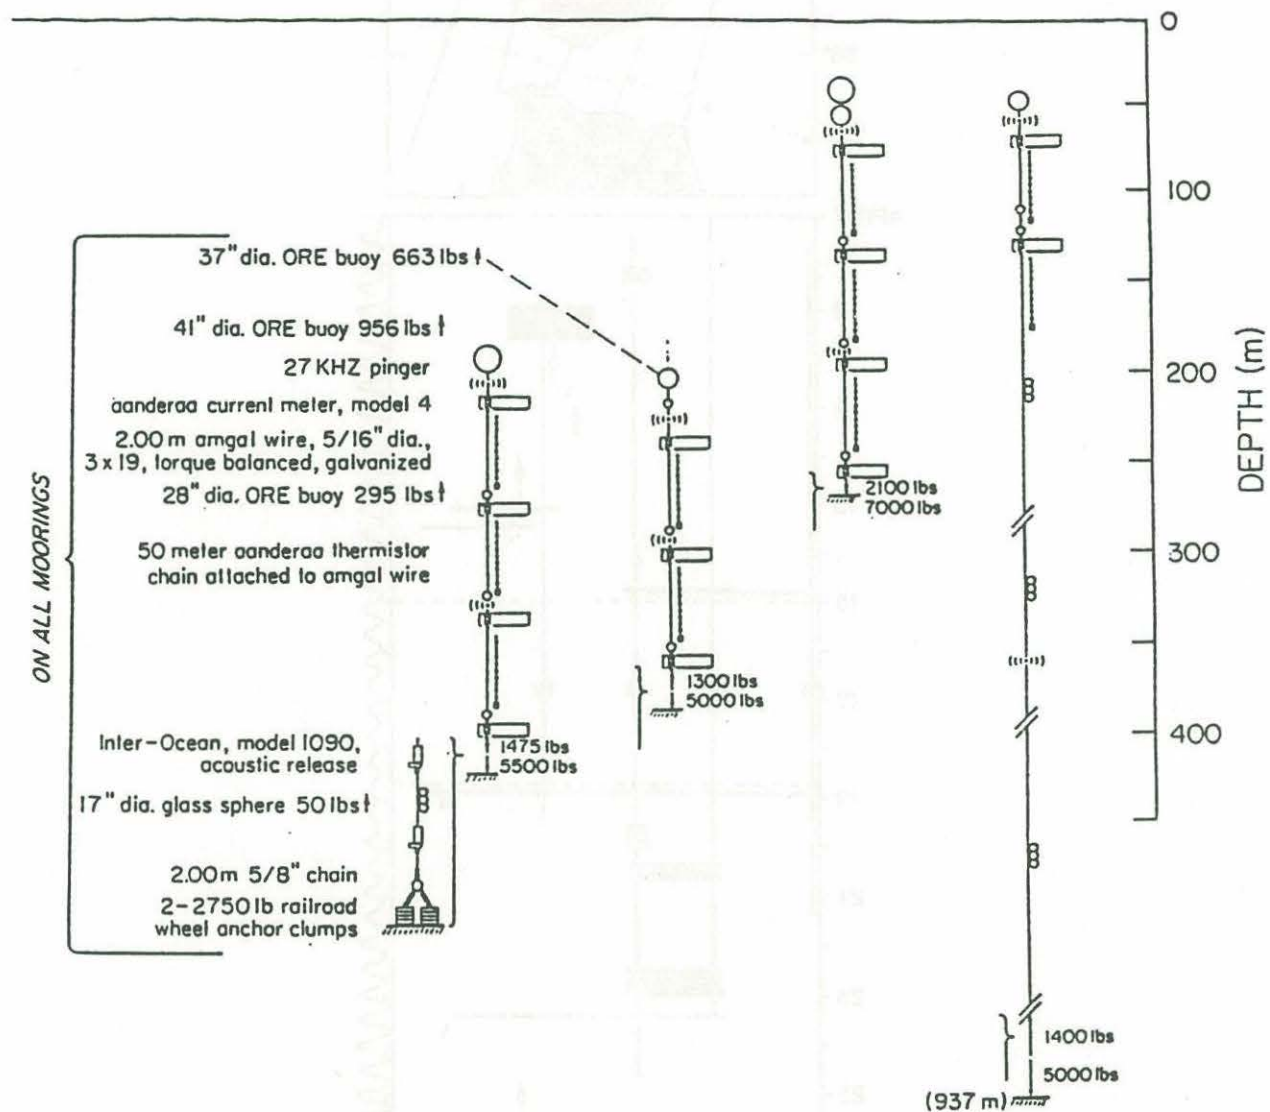 0
100
200
300
400
DEPTH (m)
ON ALL MOORINGS
37" dia. ORE buoy 663 lbs
41" dia. ORE buoy 956 lbs
27 KHZ pinger
aanderaa current meter, model 4
2.00 m amgal wire, 5/16" dia.,
3 x 19, torque balanced, galvanized
28" dia. ORE buoy 295 lbs
50 meter aanderaa thermistor
chain attached to amgal wire
Inter-Ocean, model 1090,
acoustic release
17" dia. glass sphere 50 lbs
2.00m 5/8" chain
2-2750 lb railroad
wheel anchor clumps
1475 lbs
5500 lbs
1300 lbs
5000 lbs
2100 lbs
7000 lbs
1400 lbs
5000 lbs
(937 m)